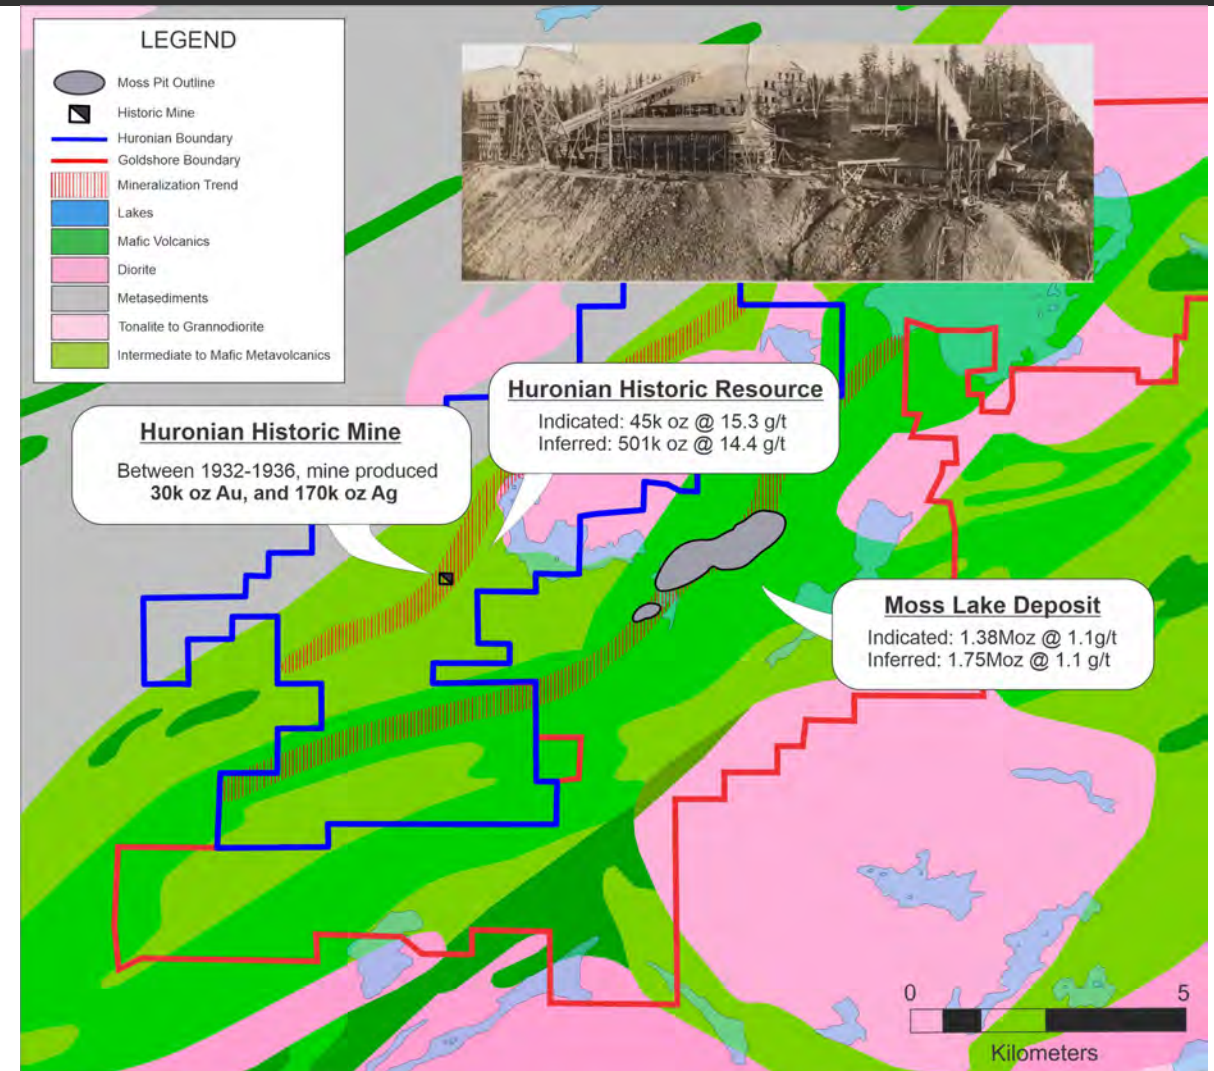 LEGEND
Moss Pit Outline
Historic Mine
Huronian Boundary
Goldshore Boundary
Mineralization Trend
Lakes
Mafic Volcanics
Diorite
Metasediments
Tonalite to Grannodiorite
Intermediate to Mafic Metavolcanics
Huronian Historic Resource
Indicated: 45k oz @ 15.3 g/t
Inferred: 501k oz @ 14.4 g/t
Huronian Historic Mine
Between 1932-1936, mine produced
30k oz Au, and 170k oz Ag
Moss Lake Deposit
Indicated: 1.38Moz @ 1.1g/t
Inferred: 1.75Moz @ 1.1 g/t
0 5
Kilometers